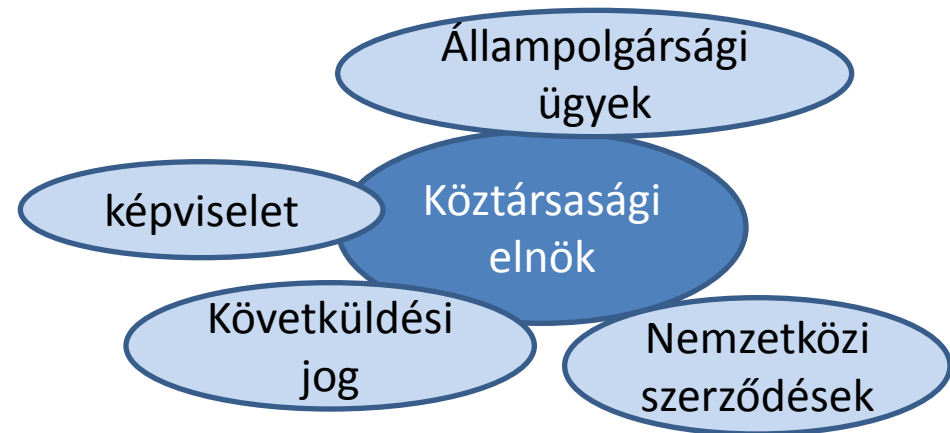 Állampolgársági
ügyek
képviselet
Köztársasági
elnök
Követküldési
jog
Nemzetközi
szerződések